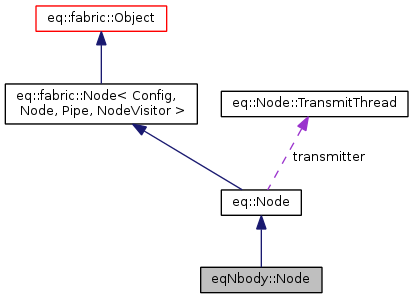 eq::fabric::Object
eq::fabric::Node< Config,
Node, Pipe, NodeVisitor >
eq::Node::TransmitThread
transmitter
eq::Node
eqNbody::Node